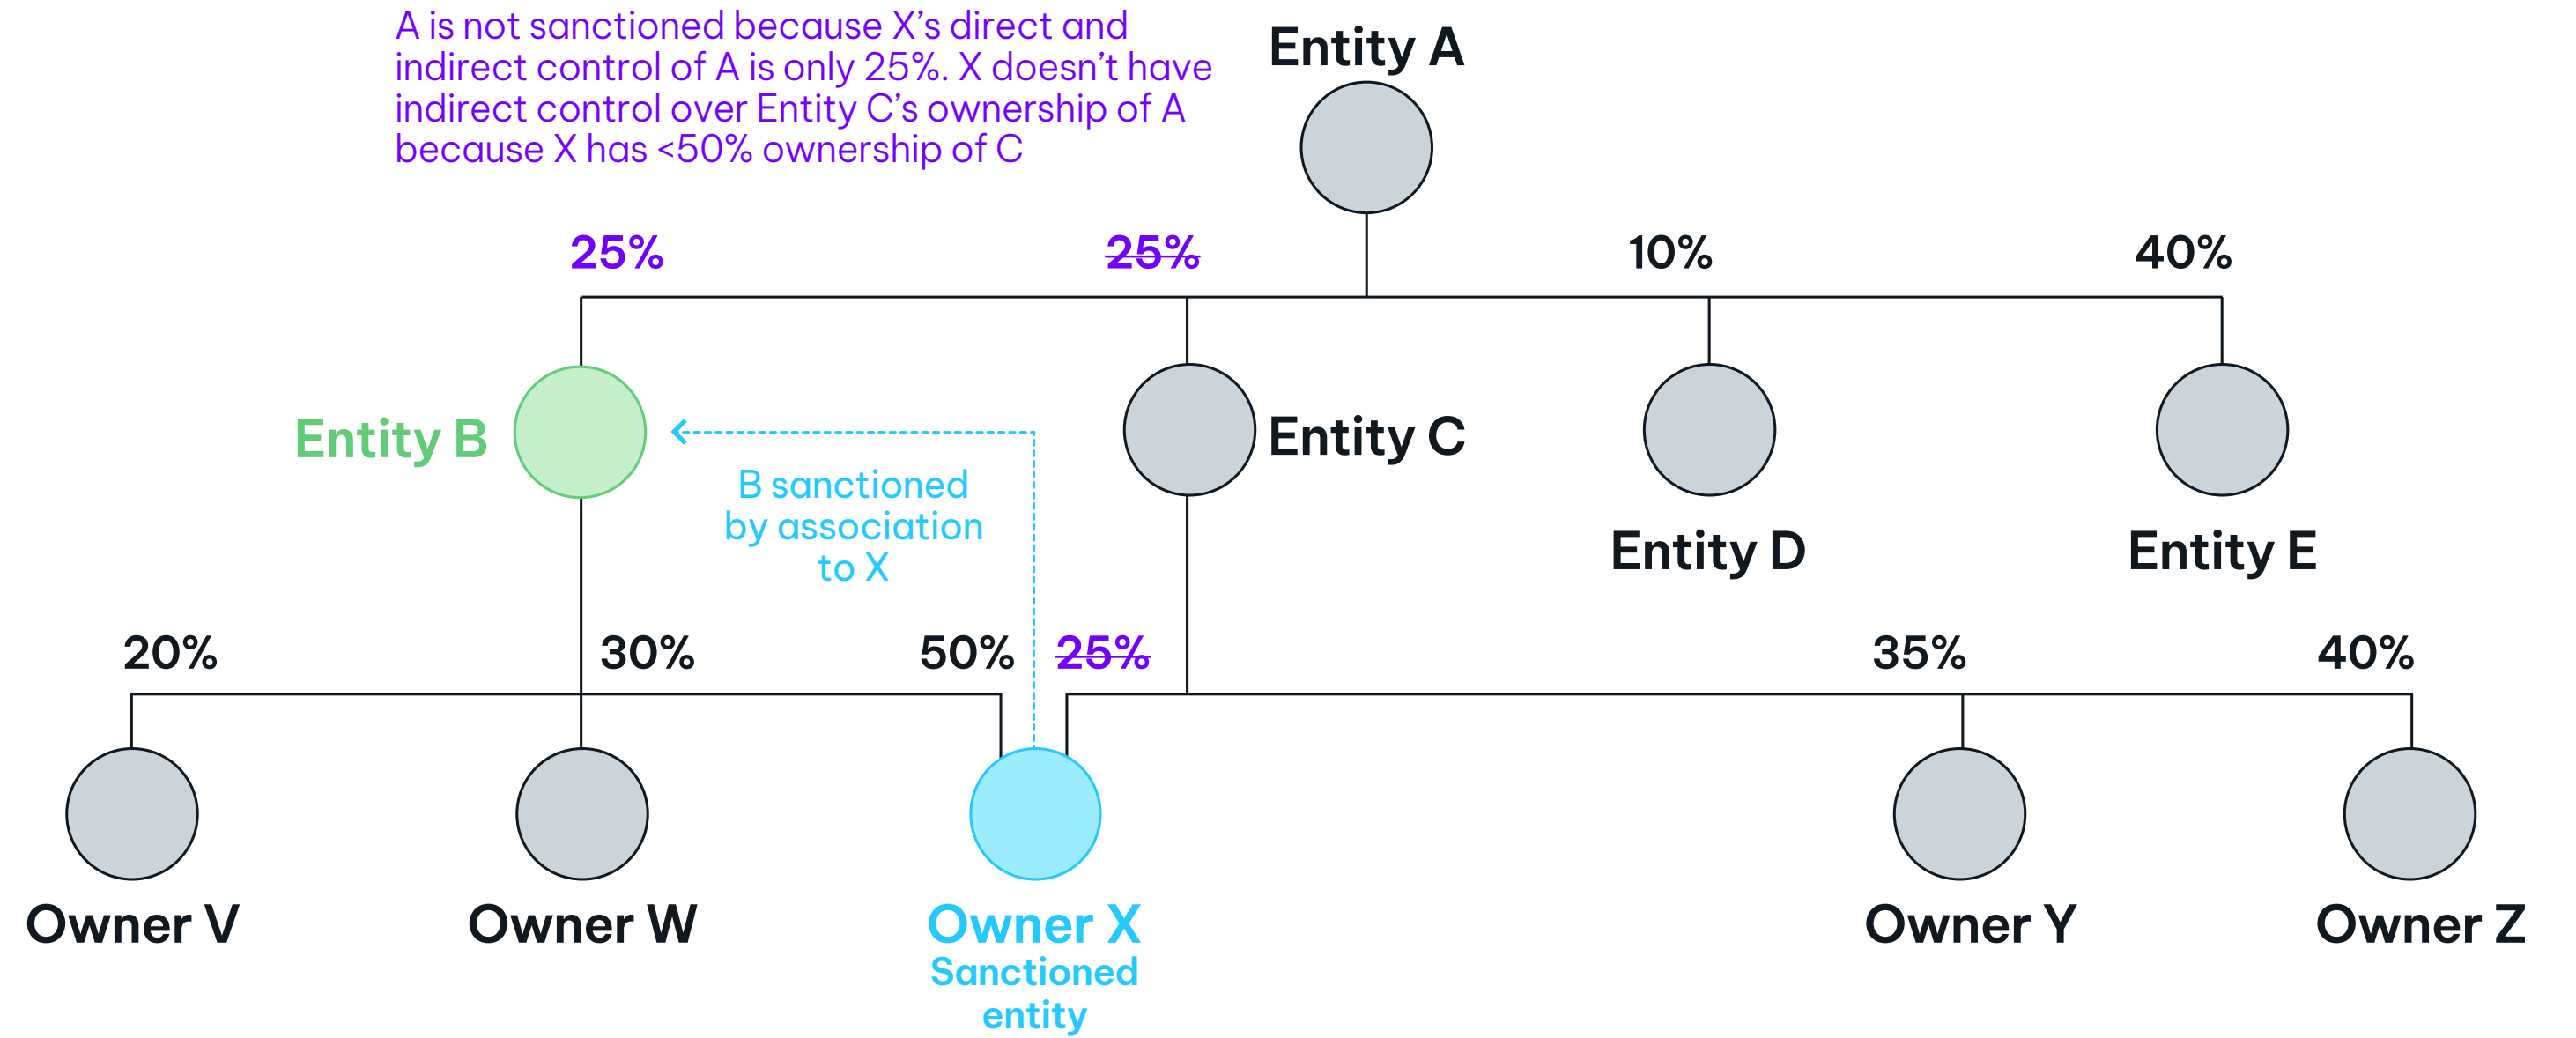 A is not sanctioned because X’s direct and
indirect control of A is only 25%. X doesn’t have
indirect control over Entity C’s ownership of A
because X has <50% ownership of C
Entity A
25%
25%
10%
40%
Entity B
Entity C
B sanctioned
by association
to X
Entity D
Entity E
20%
30%
50%
25%
35%
40%
Owner V
Owner W
Owner X
Sanctioned
entity
Owner Y
Owner Z